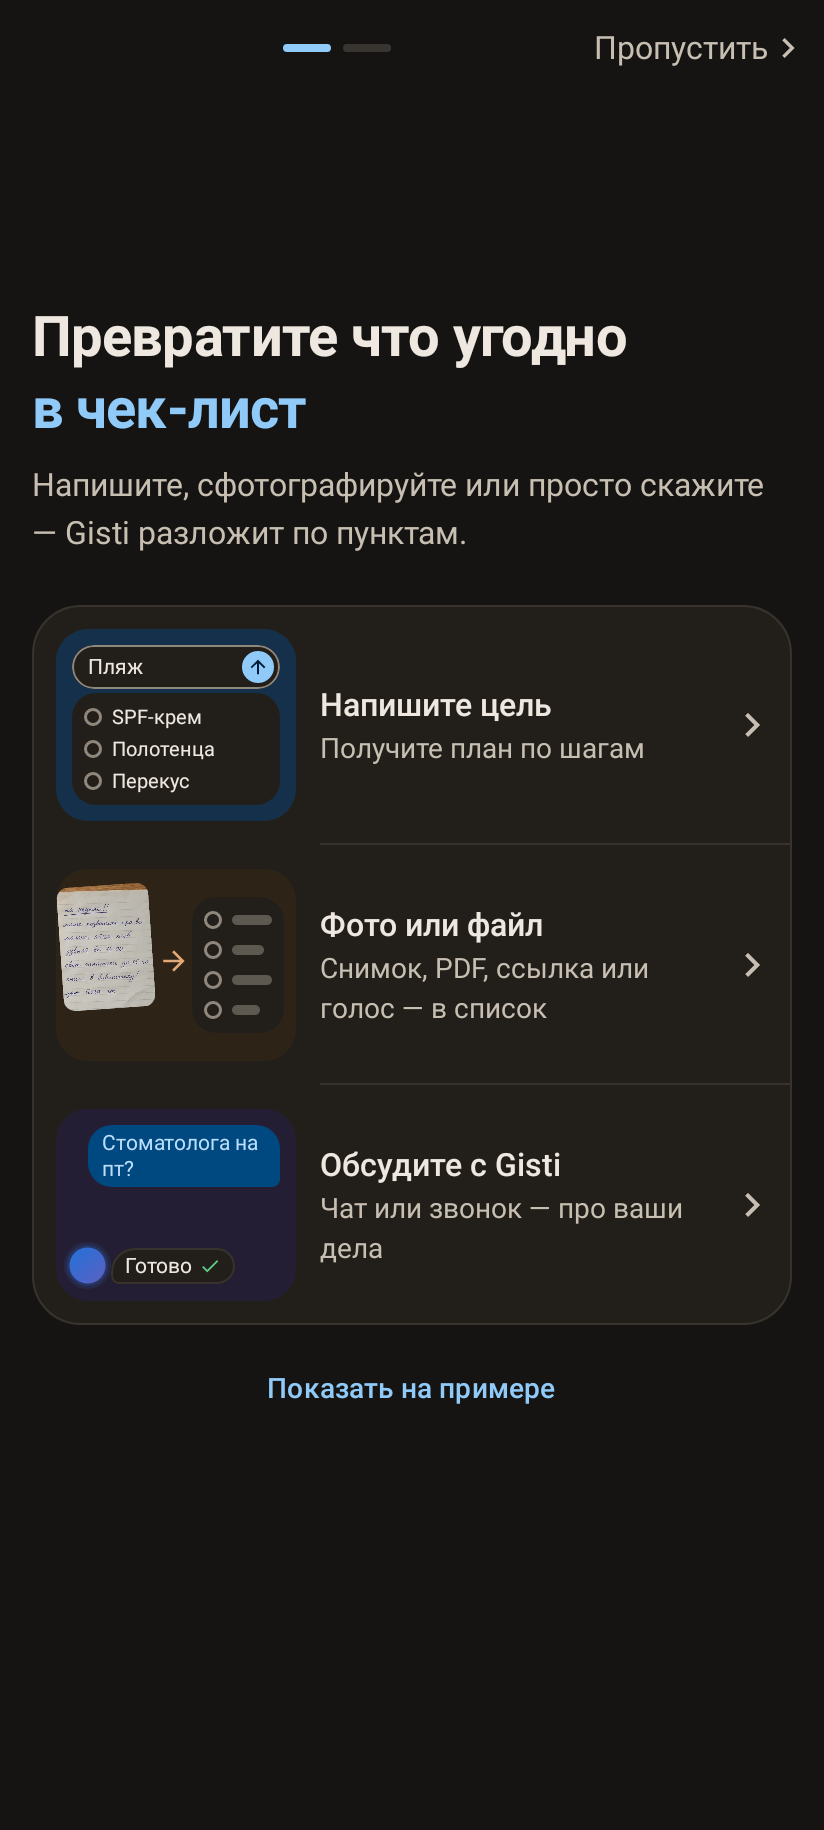 Пропустить
Превратите что угодно
в чек-лист
Напишите, сфотографируйте или просто скажите
— Gisti разложит по пунктам.
Пляж
SPF-крем
Полотенца
Перекус
Напишите цель
Получите план по шагам
Фото или файл
Снимок, PDF, ссылка или
голос — в список
Стоматолога на
пт?
Готово
Обсудите с Gisti
Чат или звонок — про ваши
дела
Показать на примере